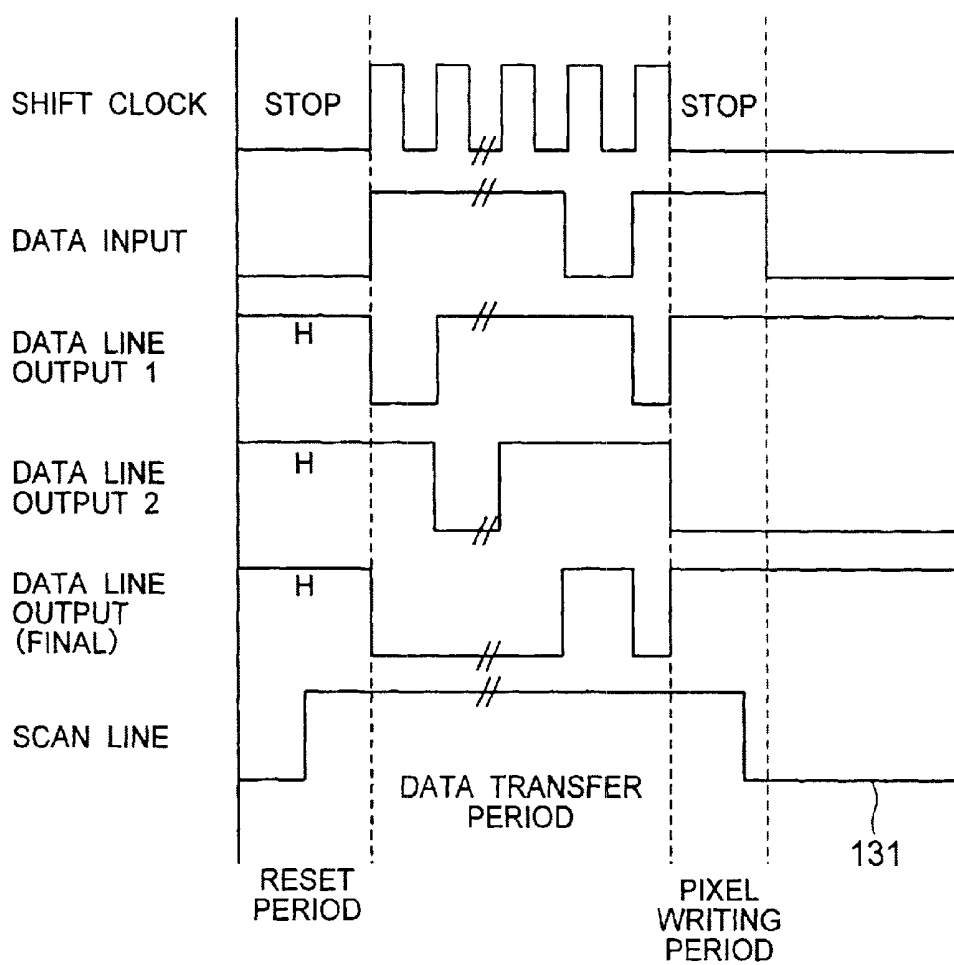 SHIFT CLOCK
STOP
STOP
DATA INPUT
DATA LINE
OUTPUT 1
H
DATA LINE
OUTPUT 2
H
DATA LINE
OUTPUT
(FINAL)
H
SCAN LINE
DATA TRANSFER
PERIOD
131
RESET
PERIOD
PIXEL
WRITING
PERIOD